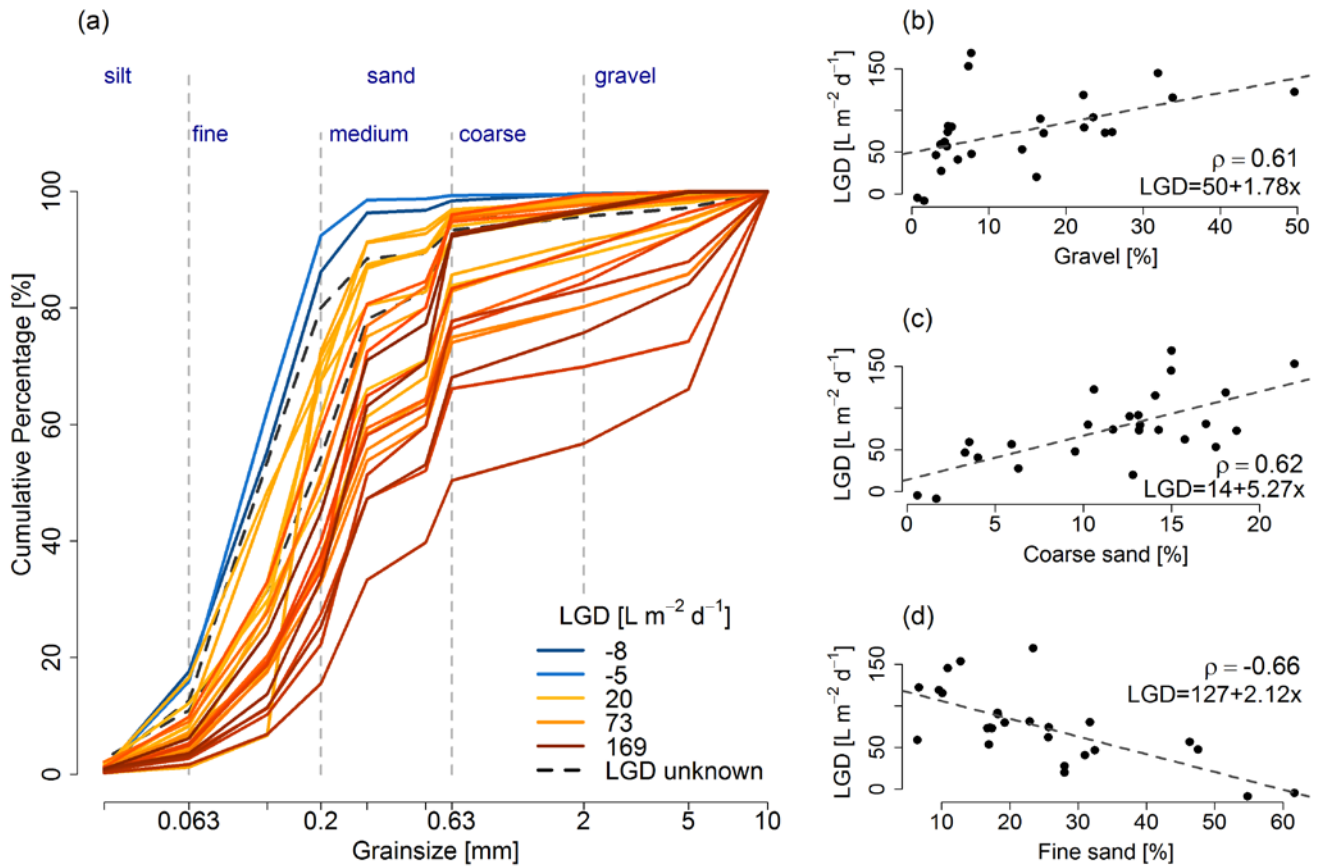 (a)
silt
sand
gravel
fine
medium
coarse
Cumulative Percentage [%]
100
80
60
40
20
0
LGD [L m⁻² d⁻¹]
-8
-5
20
73
169
LGD unknown
0.063
0.2
0.63
2
5
10
Grainsize [mm]
(b)
LGD [L m⁻² d⁻¹]
150
50
0
ρ = 0.61
LGD=50+1.78x
0
10
20
30
40
50
Gravel [%]
(c)
LGD [L m⁻² d⁻¹]
150
50
0
ρ = 0.62
LGD=14+5.27x
0
5
10
15
20
Coarse sand [%]
(d)
LGD [L m⁻² d⁻¹]
150
50
0
ρ = -0.66
LGD=127+2.12x
10
20
30
40
50
60
Fine sand [%]